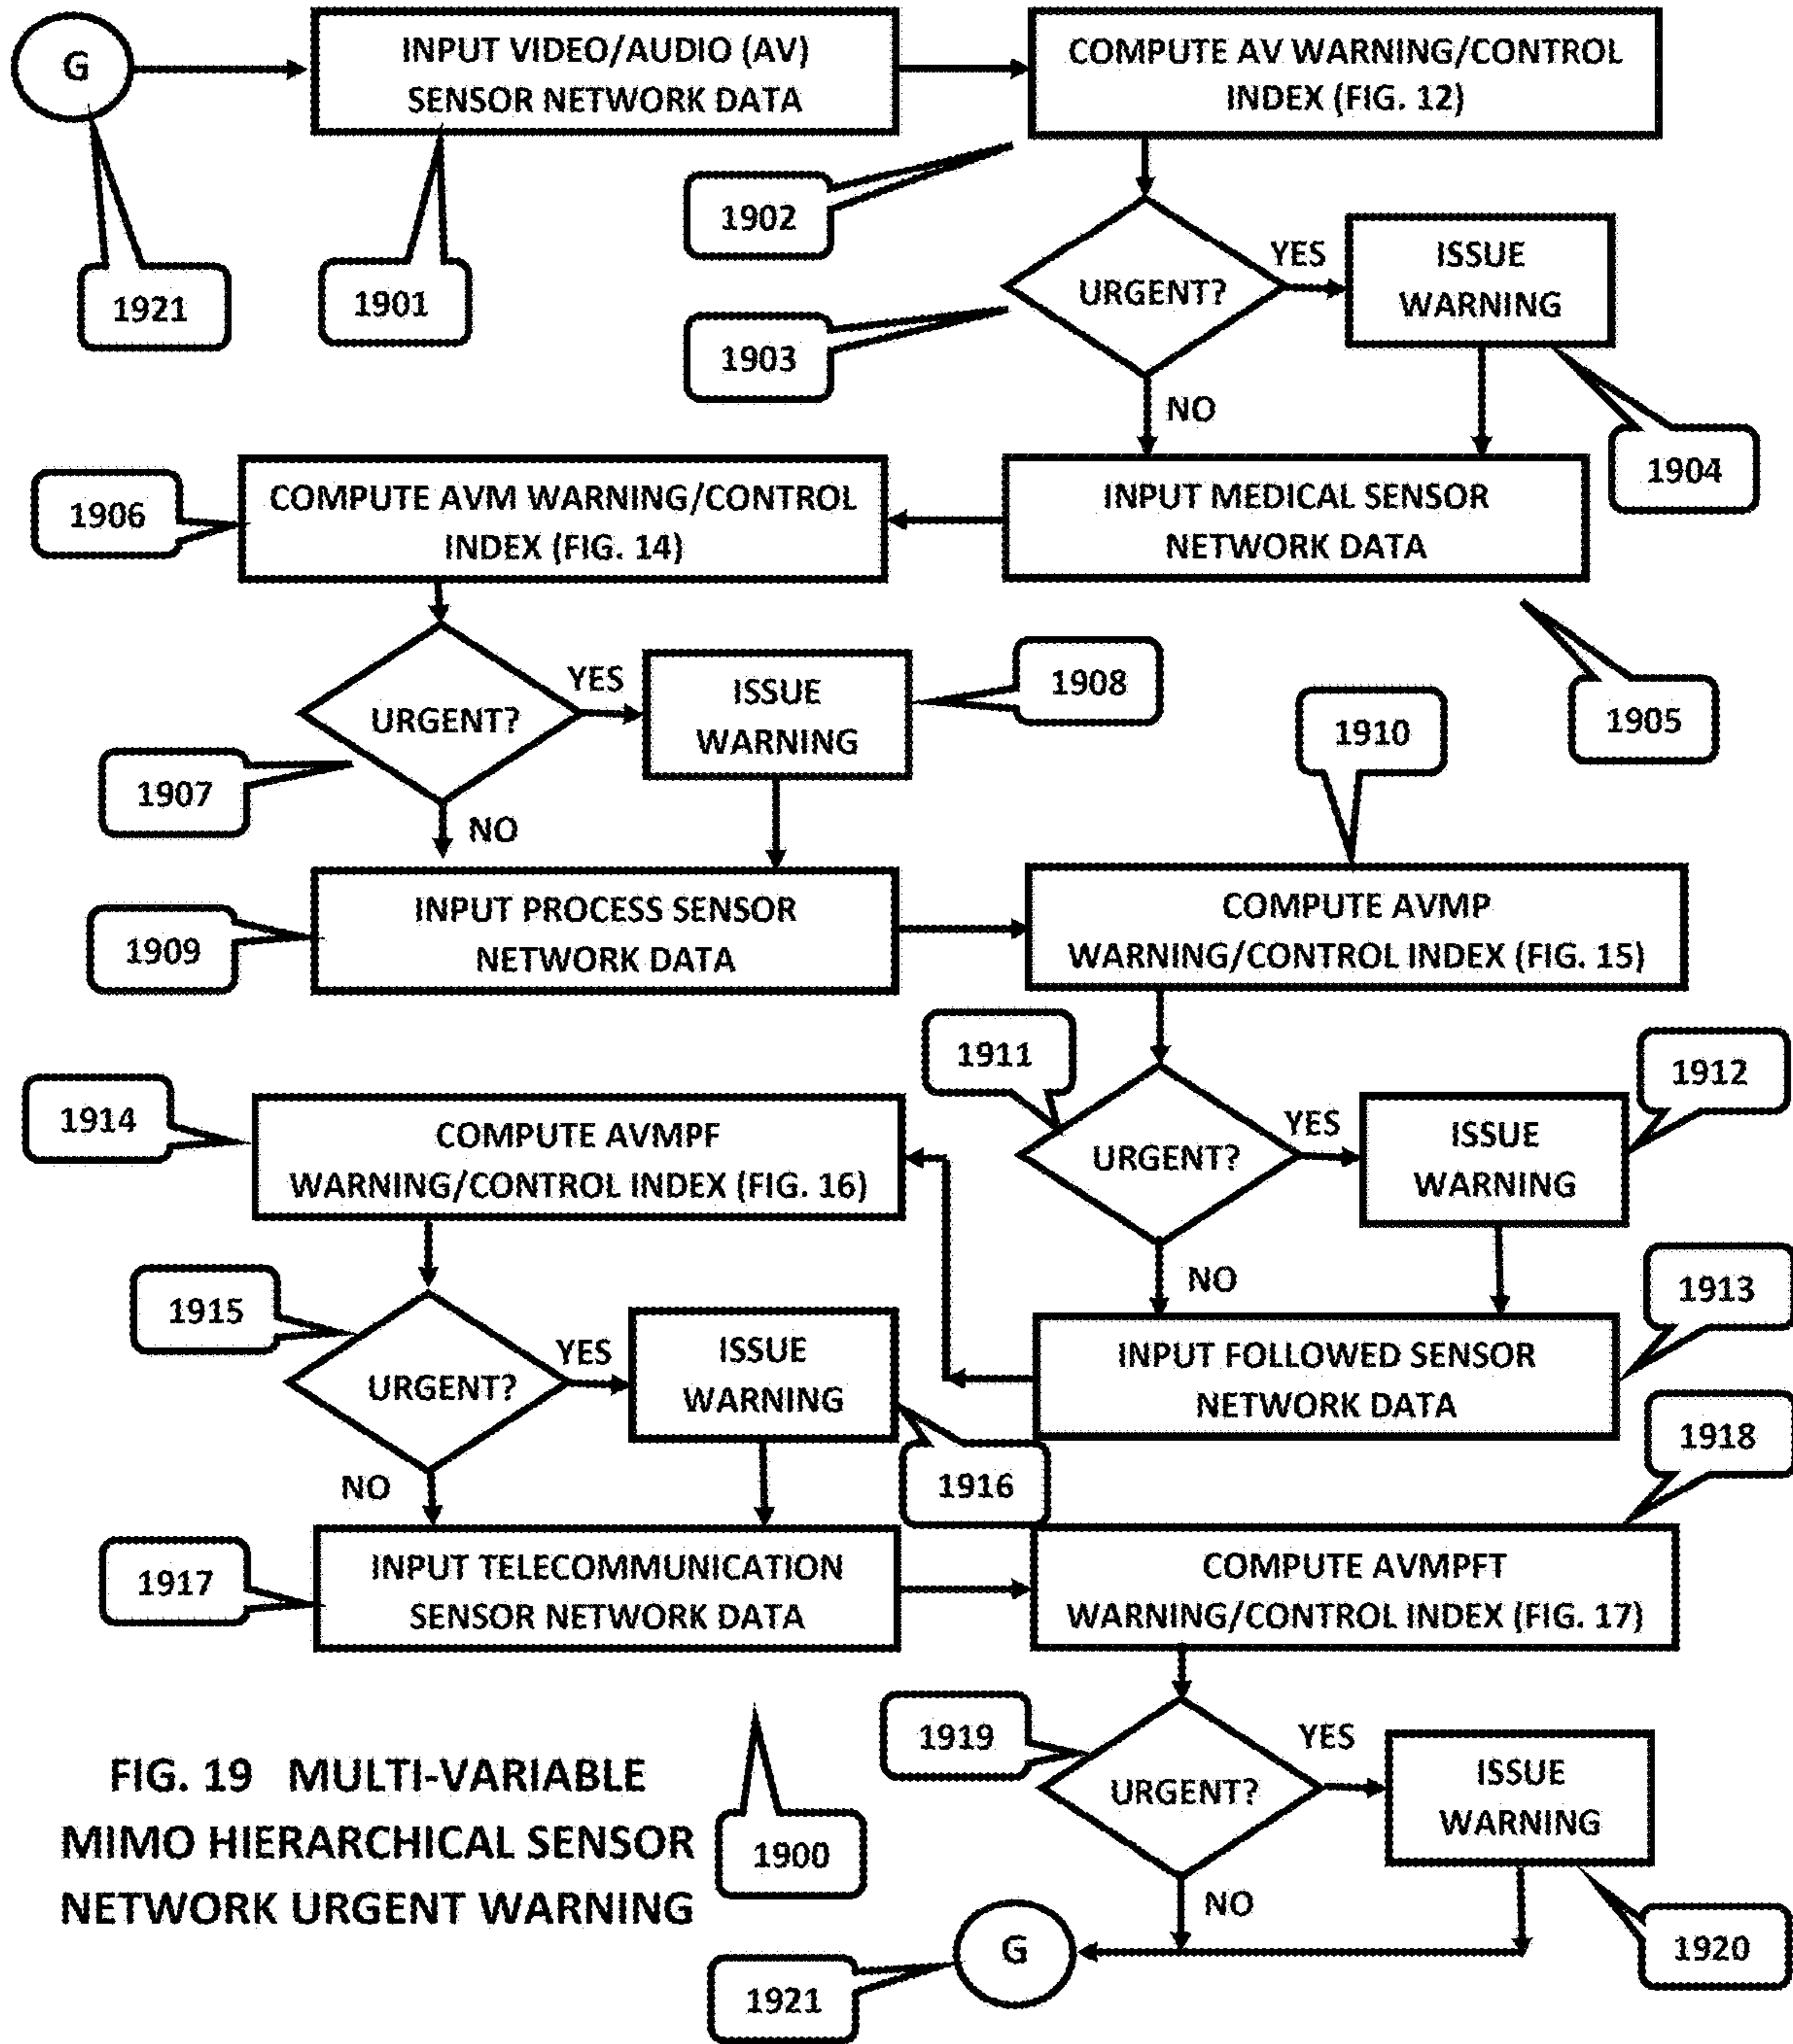 G
INPUT VIDEO/AUDIO (AV)
SENSOR NETWORK DATA
COMPUTE AV WARNING/CONTROL
INDEX (FIG. 12)
1921
1901
1902
1903
URGENT?
YES
NO
ISSUE
WARNING
1904
1906
COMPUTE AVM WARNING/CONTROL
INDEX (FIG. 14)
INPUT MEDICAL SENSOR
NETWORK DATA
1905
URGENT?
YES
NO
ISSUE
WARNING
1908
1907
1910
1909
INPUT PROCESS SENSOR
NETWORK DATA
COMPUTE AVMP
WARNING/CONTROL INDEX (FIG. 15)
1911
URGENT?
YES
NO
ISSUE
WARNING
1912
1914
COMPUTE AVMPF
WARNING/CONTROL INDEX (FIG. 16)
1913
INPUT FOLLOWED SENSOR
NETWORK DATA
1915
URGENT?
YES
NO
ISSUE
WARNING
1916
1918
1917
INPUT TELECOMMUNICATION
SENSOR NETWORK DATA
COMPUTE AVMPFT
WARNING/CONTROL INDEX (FIG. 17)
1919
URGENT?
YES
NO
ISSUE
WARNING
1920
G
1921
1900
FIG. 19 MULTI-VARIABLE
MIMO HIERARCHICAL SENSOR
NETWORK URGENT WARNING